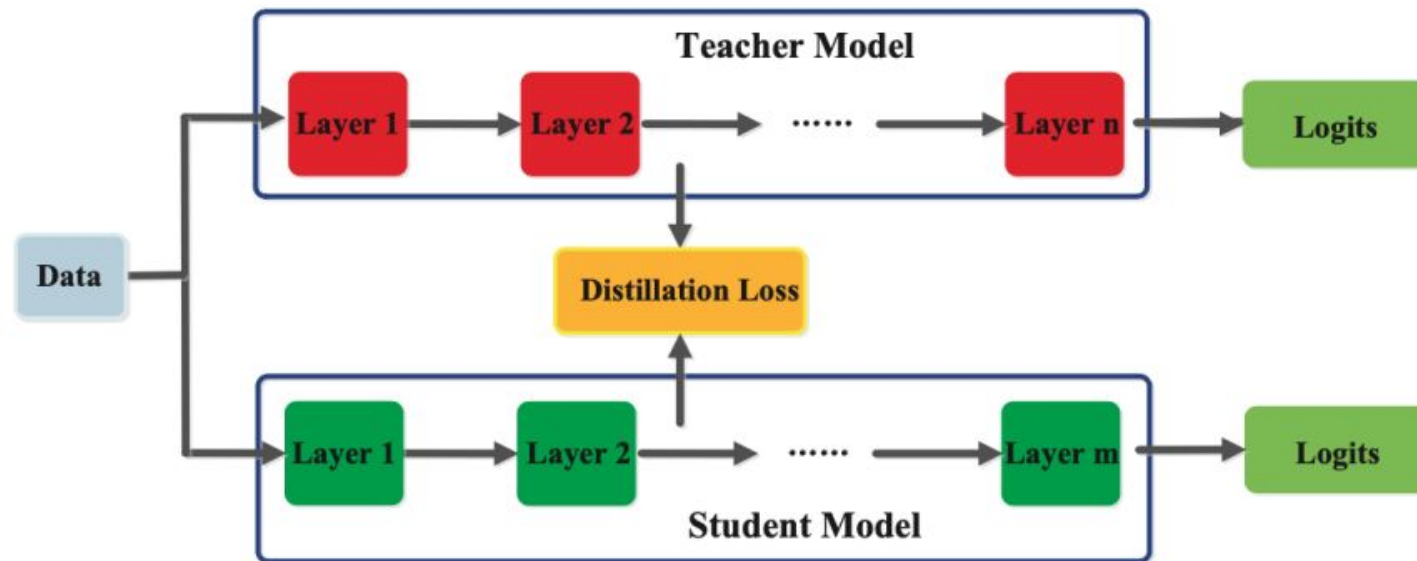 Teacher Model
Layer 1
Layer 2
......
Layer n
Logits
Data
Distillation Loss
Layer 1
Layer 2
......
Layer m
Logits
Student Model